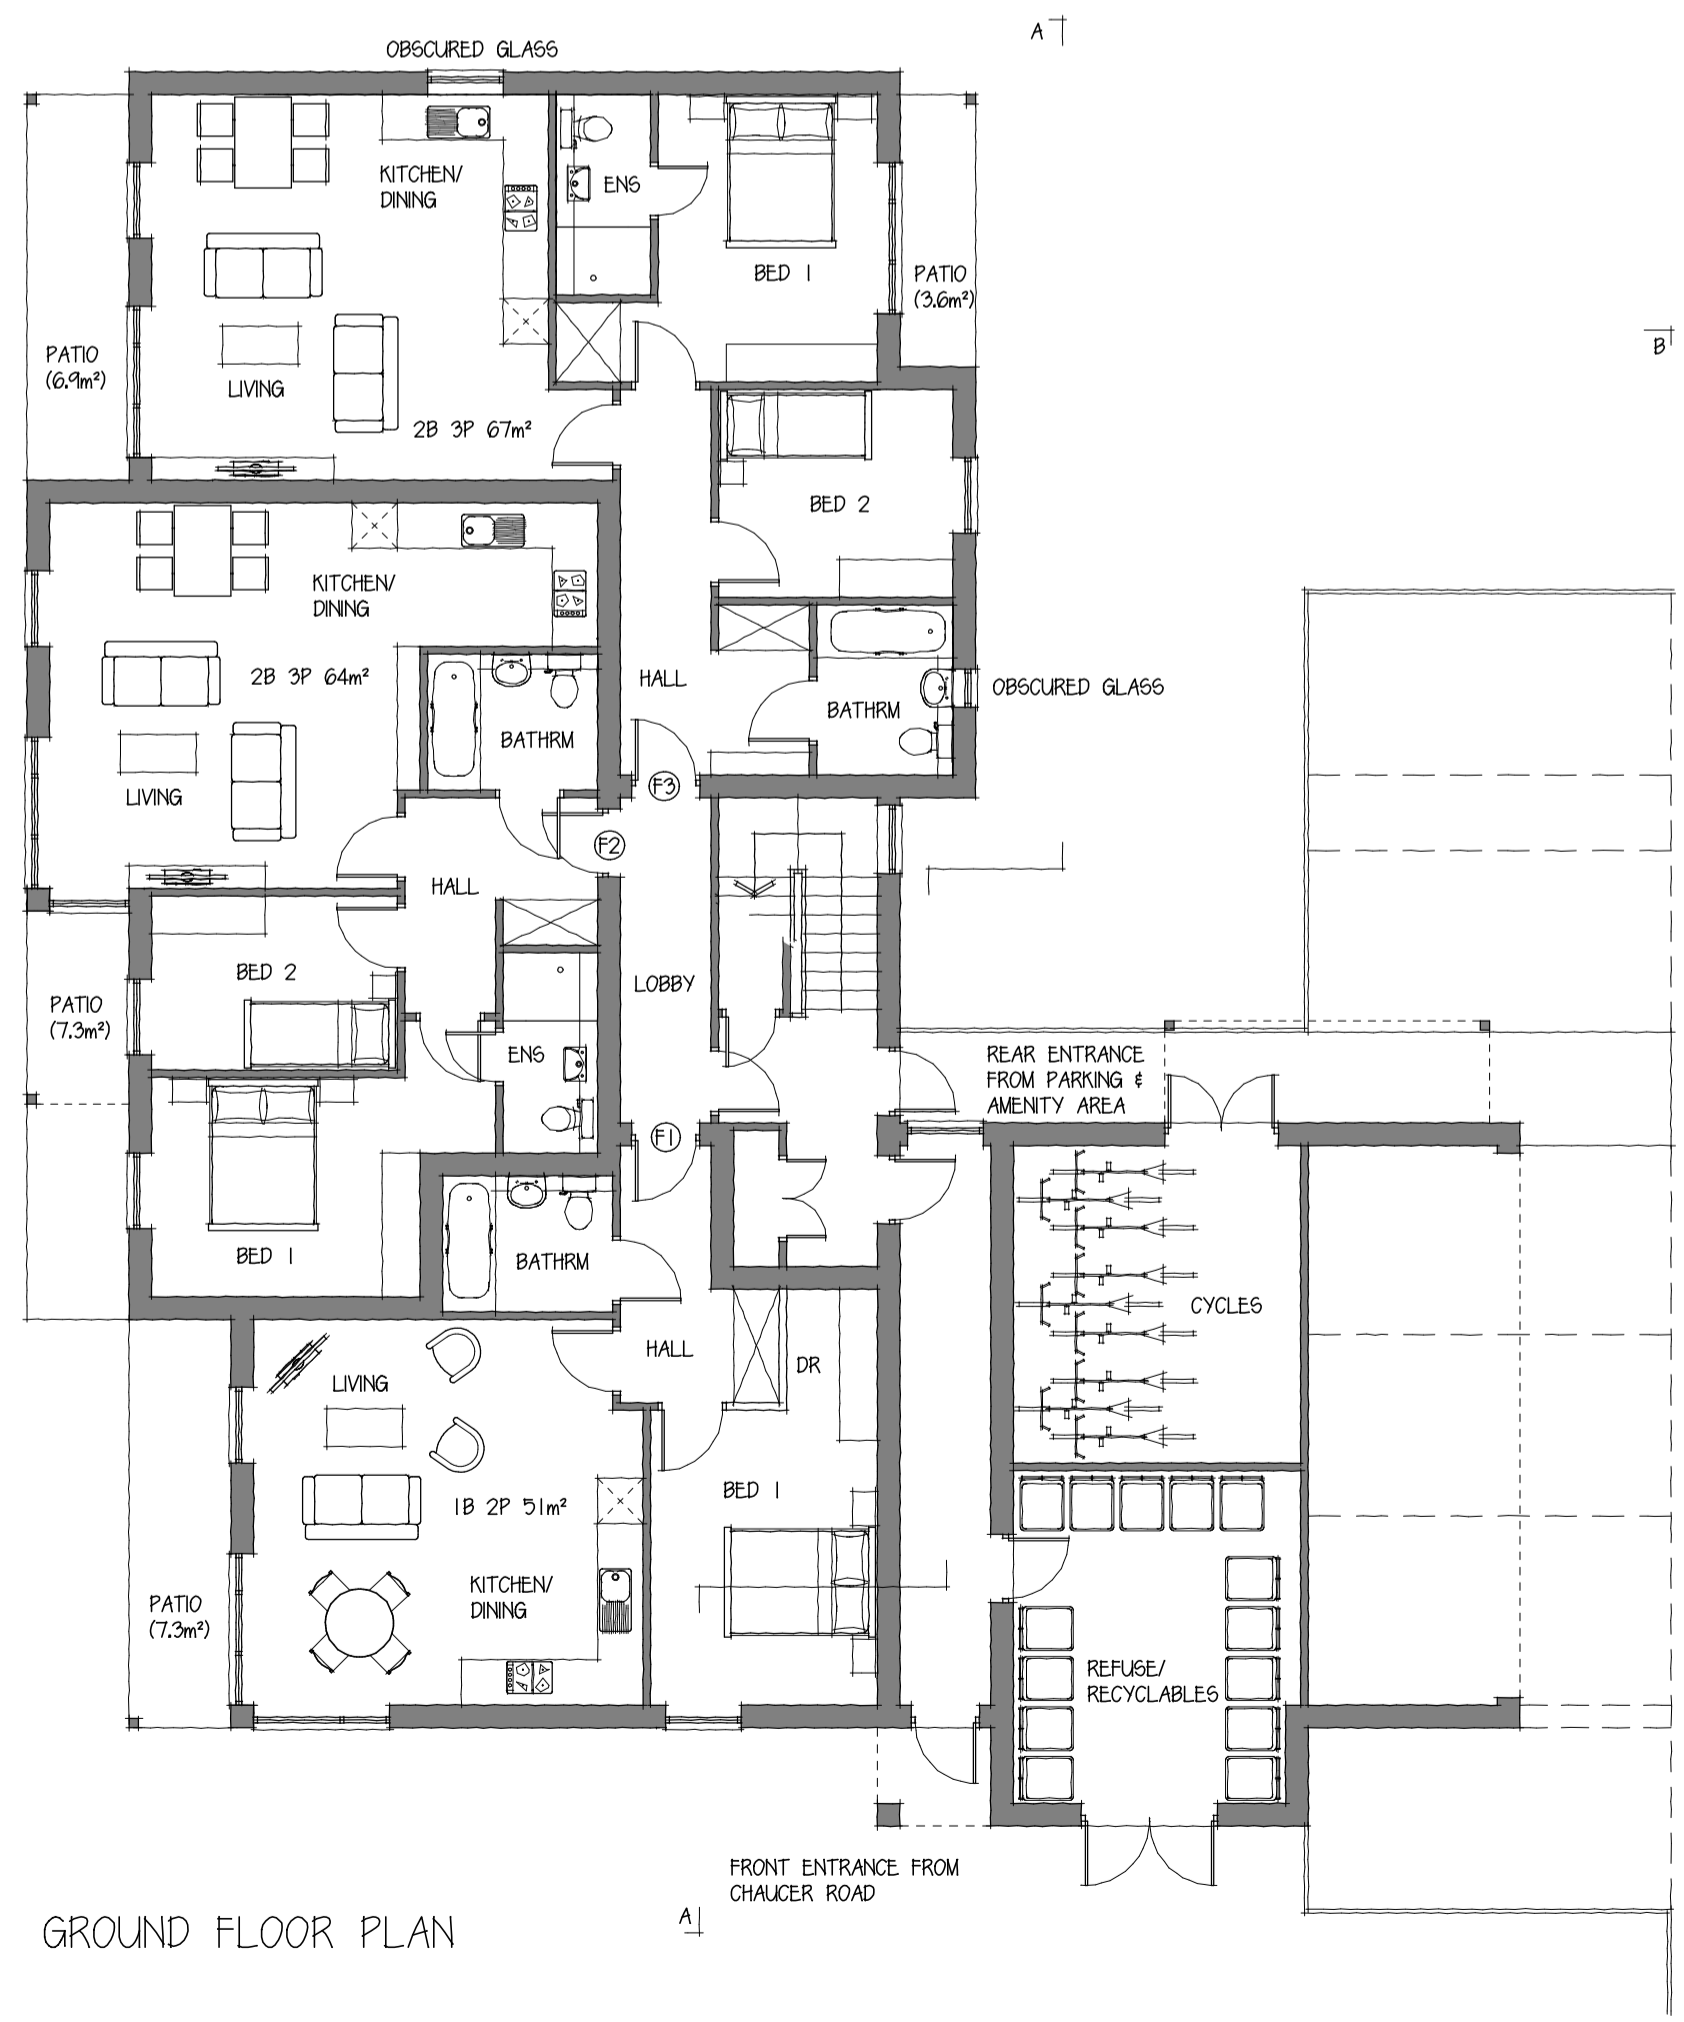 A
OBSCURED GLASS
KITCHEN/
DINING
ENS
BED 1
PATIO
(3.6m²)
B
PATIO
(6.9m²)
LIVING
2B 3P 67m²
BED 2
KITCHEN/
DINING
2B 3P 64m²
HALL
OBSCURED GLASS
BATHRM
BATHRM
LIVING
F3
F2
HALL
BED 2
LOBBY
PATIO
(7.3m²)
ENS
REAR ENTRANCE
FROM PARKING &
AMENITY AREA
F1
BED 1
BATHRM
CYCLES
HALL
DR
LIVING
BED 1
1B 2P 51m²
KITCHEN/
DINING
PATIO
(7.3m²)
REFUSE/
RECYCLABLES
FRONT ENTRANCE FROM
CHAUCER ROAD
A
GROUND FLOOR PLAN